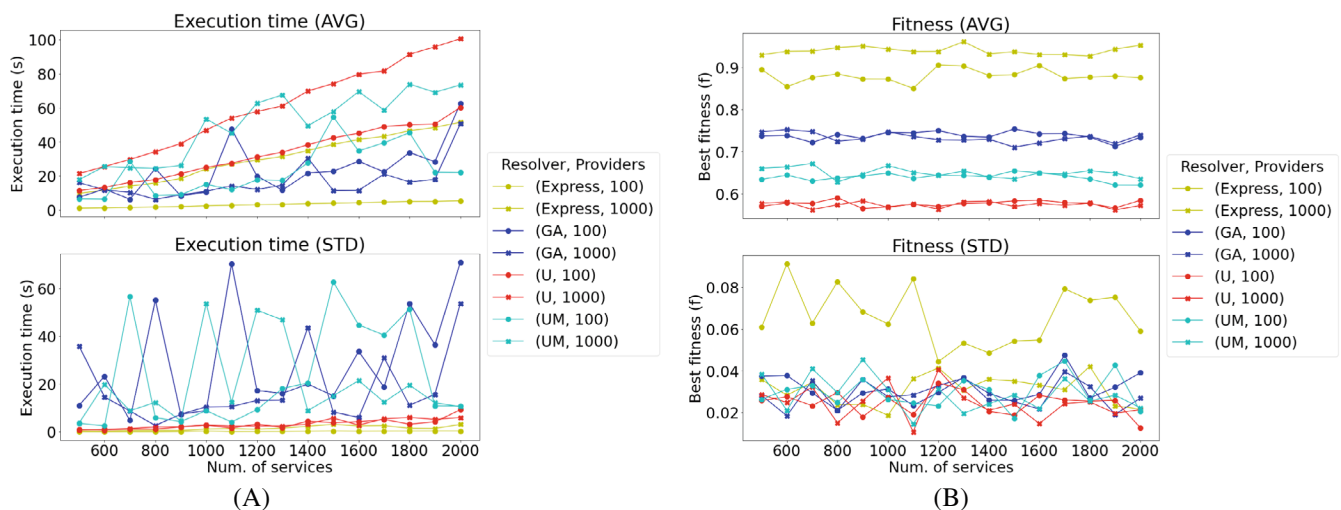 Execution time (AVG)
Execution time (s)
100
80
60
40
20
0
Execution time (STD)
Execution time (s)
60
40
20
0
600 800 1000 1200 1400 1600 1800 2000
Num. of services
Resolver, Providers
(Express, 100)
(Express, 1000)
(GA, 100)
(GA, 1000)
(U, 100)
(U, 1000)
(UM, 100)
(UM, 1000)
(A)
Fitness (AVG)
Best fitness (f)
0.9
0.8
0.7
0.6
Fitness (STD)
Best fitness (f)
0.08
0.06
0.04
0.02
600 800 1000 1200 1400 1600 1800 2000
Num. of services
Resolver, Providers
(Express, 100)
(Express, 1000)
(GA, 100)
(GA, 1000)
(U, 100)
(U, 1000)
(UM, 100)
(UM, 1000)
(B)